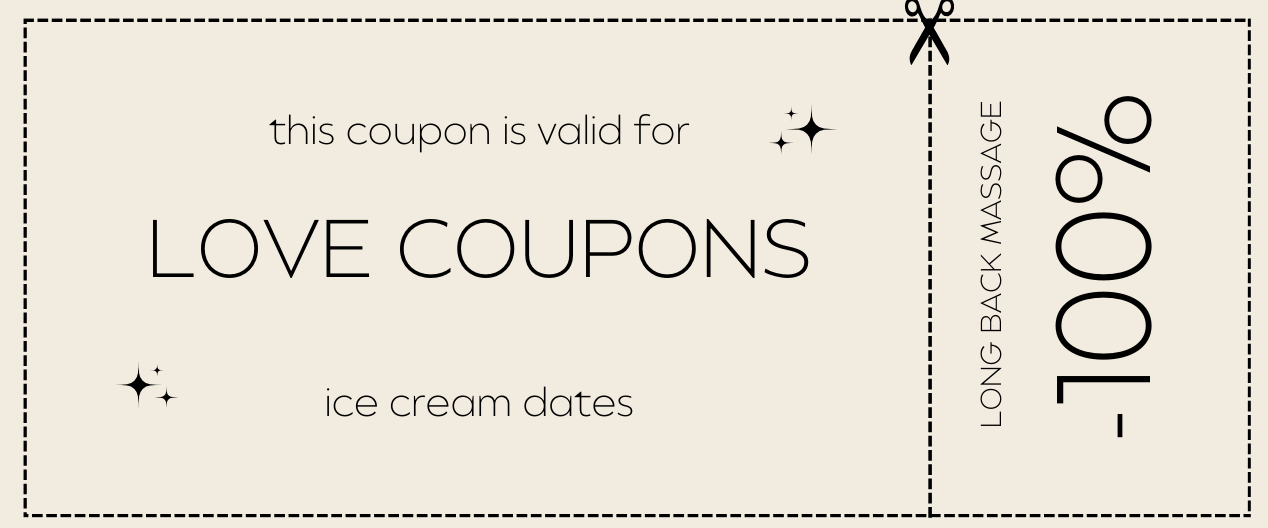 this coupon is valid for
LOVE COUPONS
ice cream dates
LONG BACK MASSAGE
-100%